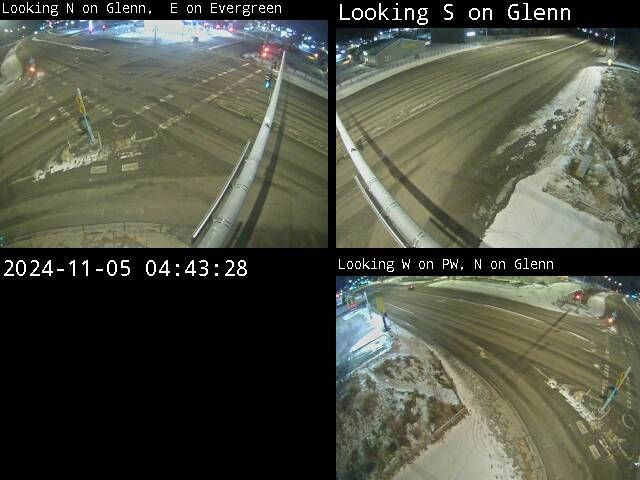 Looking N on Glenn,  E on Evergreen
Looking S on Glenn
2024-11-05 04:43:28
Looking W on PW, N on Glenn